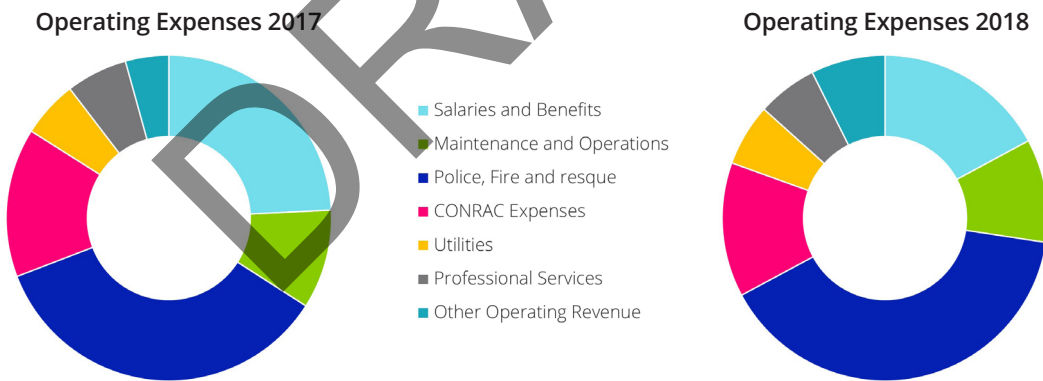 Operating Expenses 2017
Operating Expenses 2018
Salaries and Benefits
Maintenance and Operations
Police, Fire and resque
CONRAC Expenses
Utilities
Professional Services
Other Operating Revenue